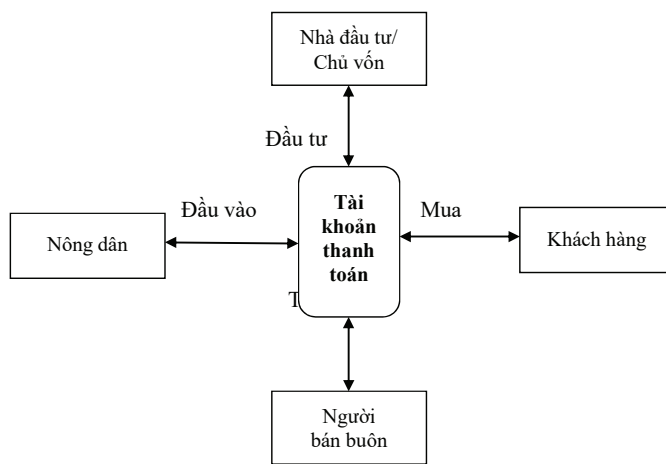 Nhà đầu tư/
Chủ vốn
Đầu tư
Đầu vào
Tài
khoản
thanh
toán
Mua
Nông dân
Khách hàng
T
Người
bán buôn